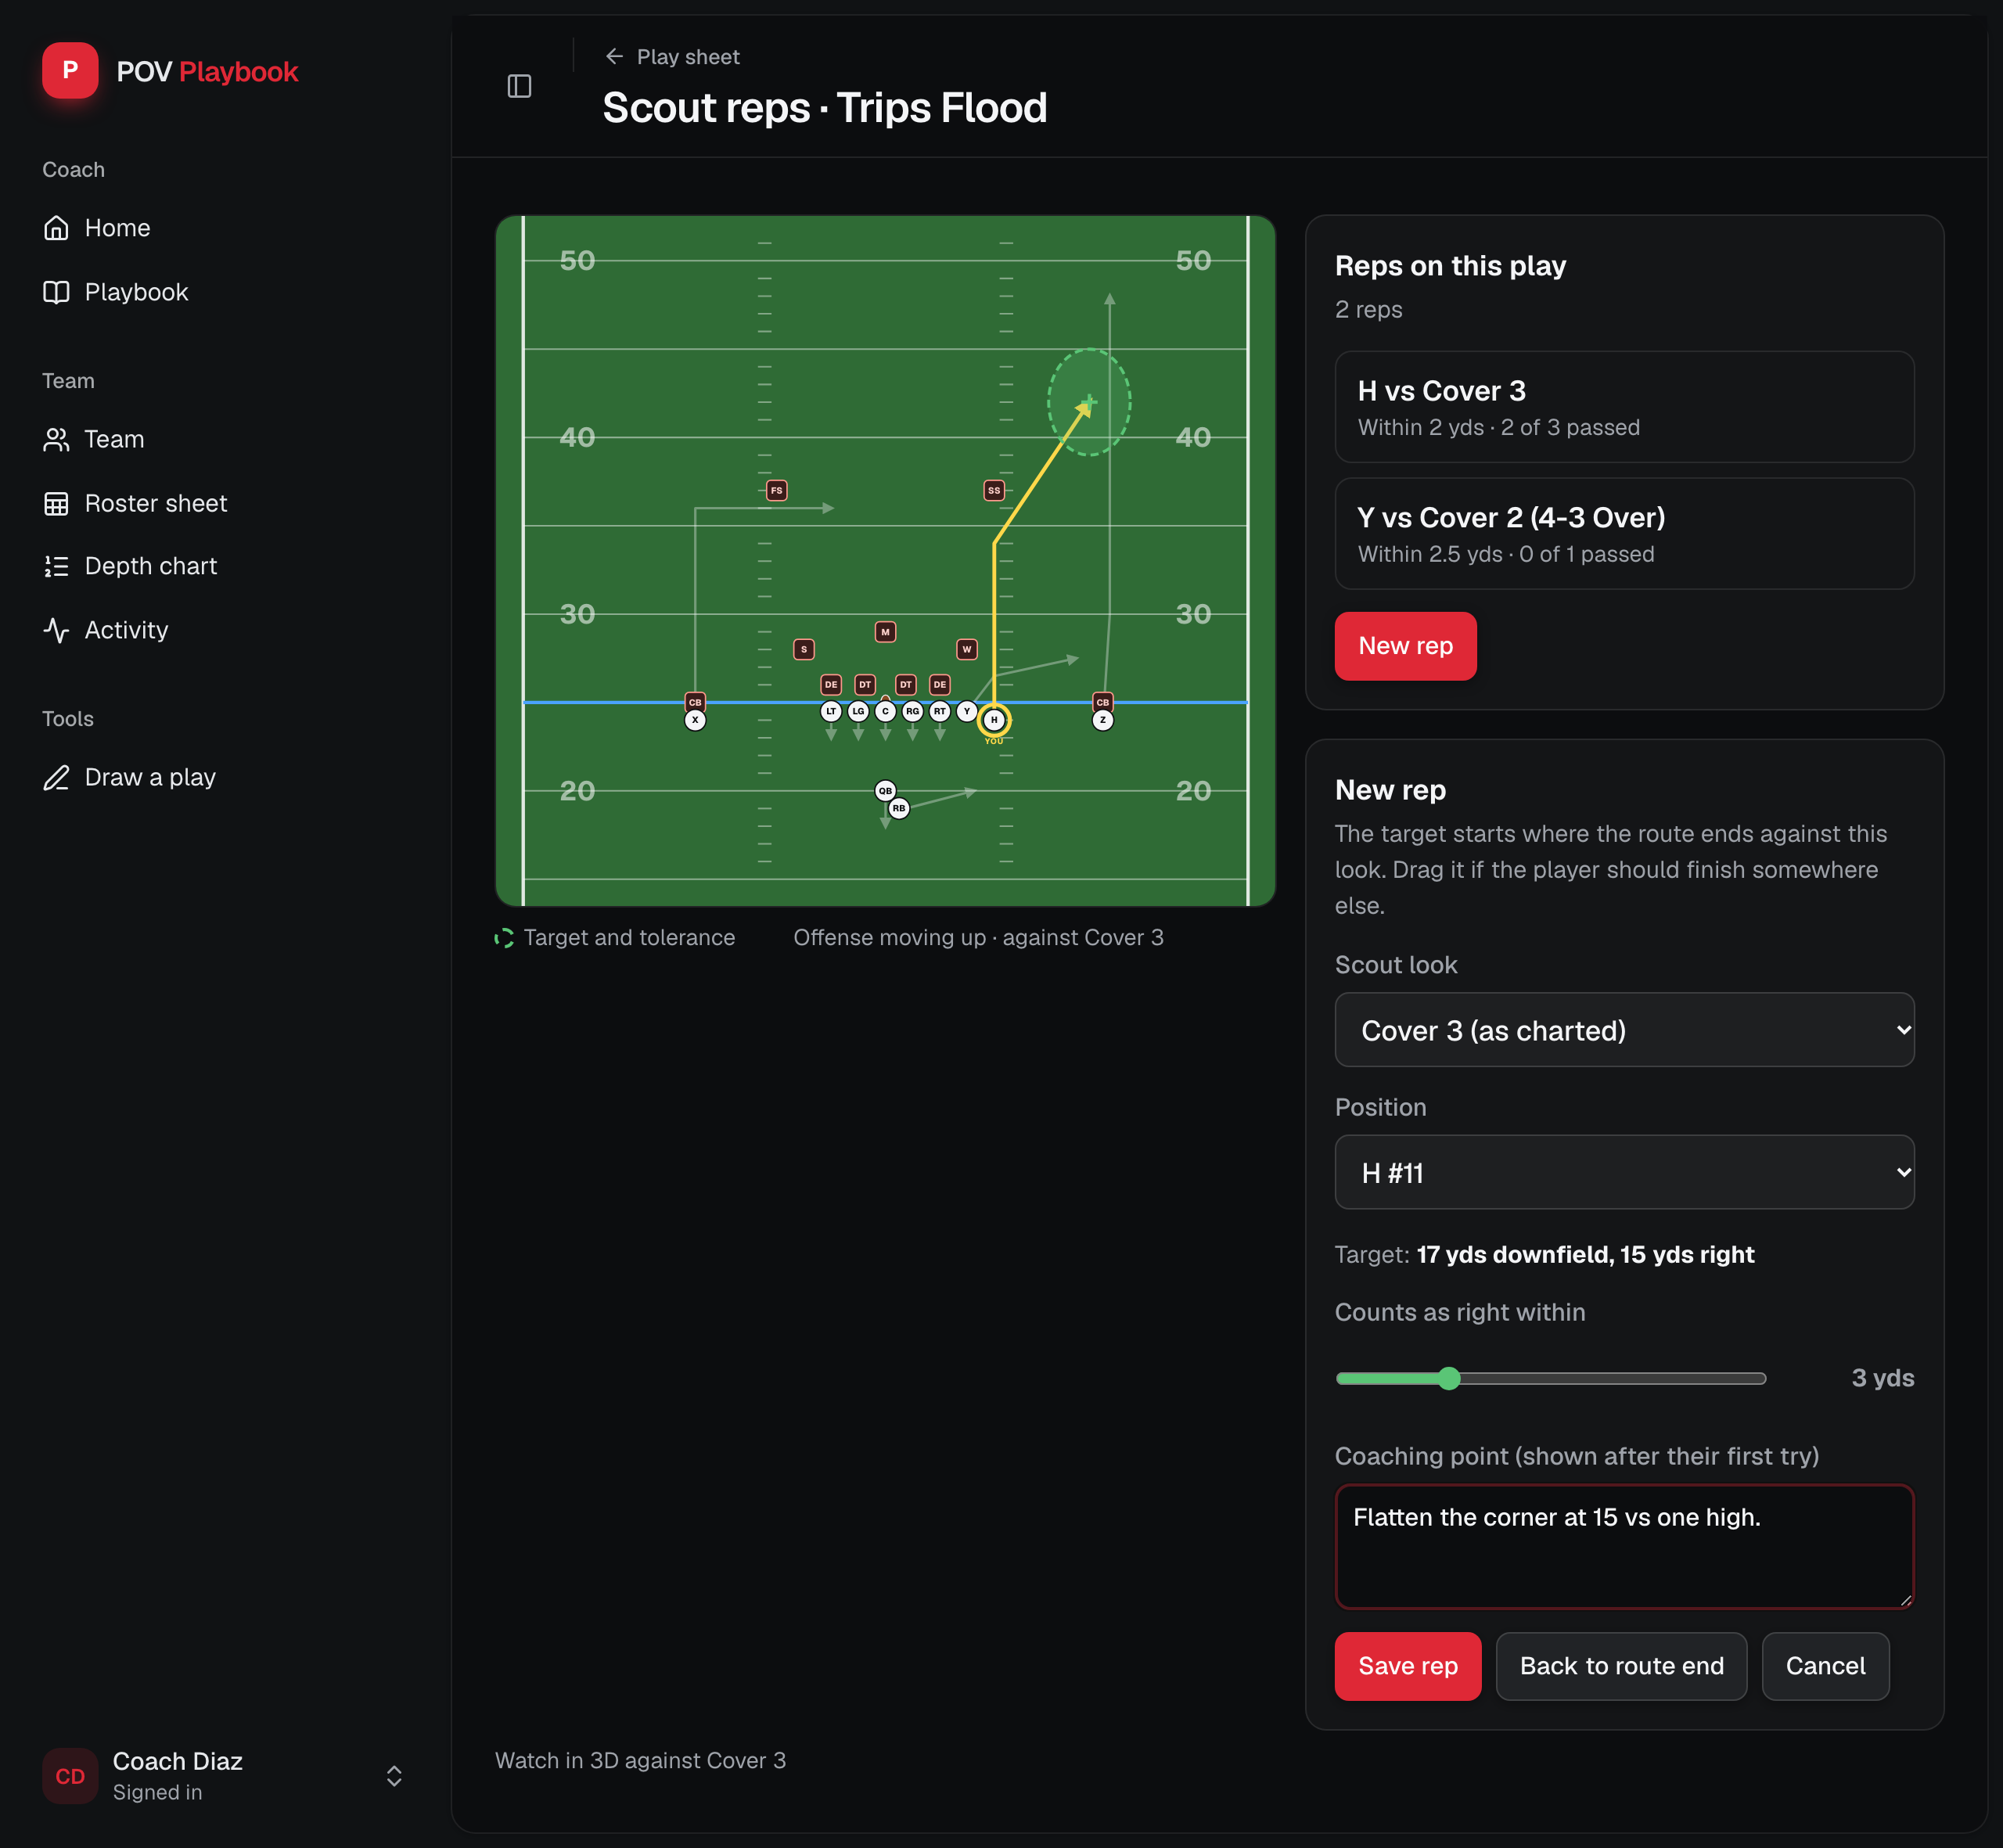 P
POV Playbook
Coach
Home
Playbook
Team
Team
Roster sheet
Depth chart
Activity
Tools
Draw a play
CD
Coach Diaz
Signed in
Play sheet
Scout reps · Trips Flood
50 50
40 40
FS SS
30 30
M
S W
DE DT DT DE
CB CB
X LT LG C RG RT Y H Z
YOU
20 QB 20
RB
Target and tolerance
Offense moving up · against Cover 3
Watch in 3D against Cover 3
Reps on this play
2 reps
H vs Cover 3
Within 2 yds · 2 of 3 passed
Y vs Cover 2 (4-3 Over)
Within 2.5 yds · 0 of 1 passed
New rep
New rep
The target starts where the route ends against this
look. Drag it if the player should finish somewhere
else.
Scout look
Cover 3 (as charted)
Position
H #11
Target: 17 yds downfield, 15 yds right
Counts as right within
3 yds
Coaching point (shown after their first try)
Flatten the corner at 15 vs one high.
Save rep
Back to route end
Cancel